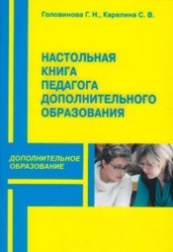 Головинова Г. Н., Карелина С. В.
НАСТОЛЬНАЯ
КНИГА
ПЕДАГОГА
ДОПОЛНИТЕЛЬНОГО
ОБРАЗОВАНИЯ
ДОПОЛНИТЕЛЬНОЕ
ОБРАЗОВАНИЕ